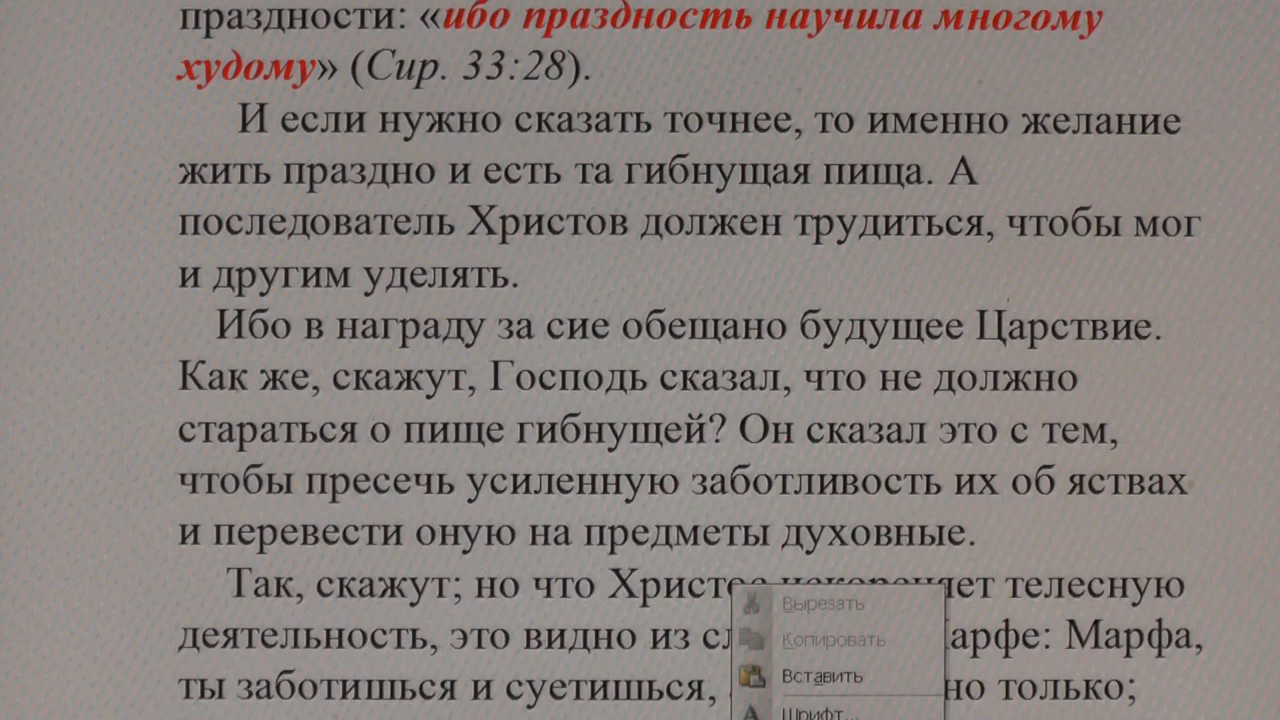 праздности: «ибо праздность научила многому
худому» (Сир. 33:28).
И если нужно сказать точнее, то именно желание
жить праздно и есть та гибнущая пища. А
последователь Христов должен трудиться, чтобы мог
и другим уделять.
Ибо в награду за сие обещано будущее Царствие.
Как же, скажут, Господь сказал, что не должно
стараться о пище гибнущей? Он сказал это с тем,
чтобы пресечь усиленную заботливость их об яствах
и перевести оную на предметы духовные.
Так, скажут; но что Христос искореняет телесную
Вырезать
деятельность, это видно из арфе: Марфа,
Копировать
Вставить
ты заботишься и суетишься, но только;
Шрифт...